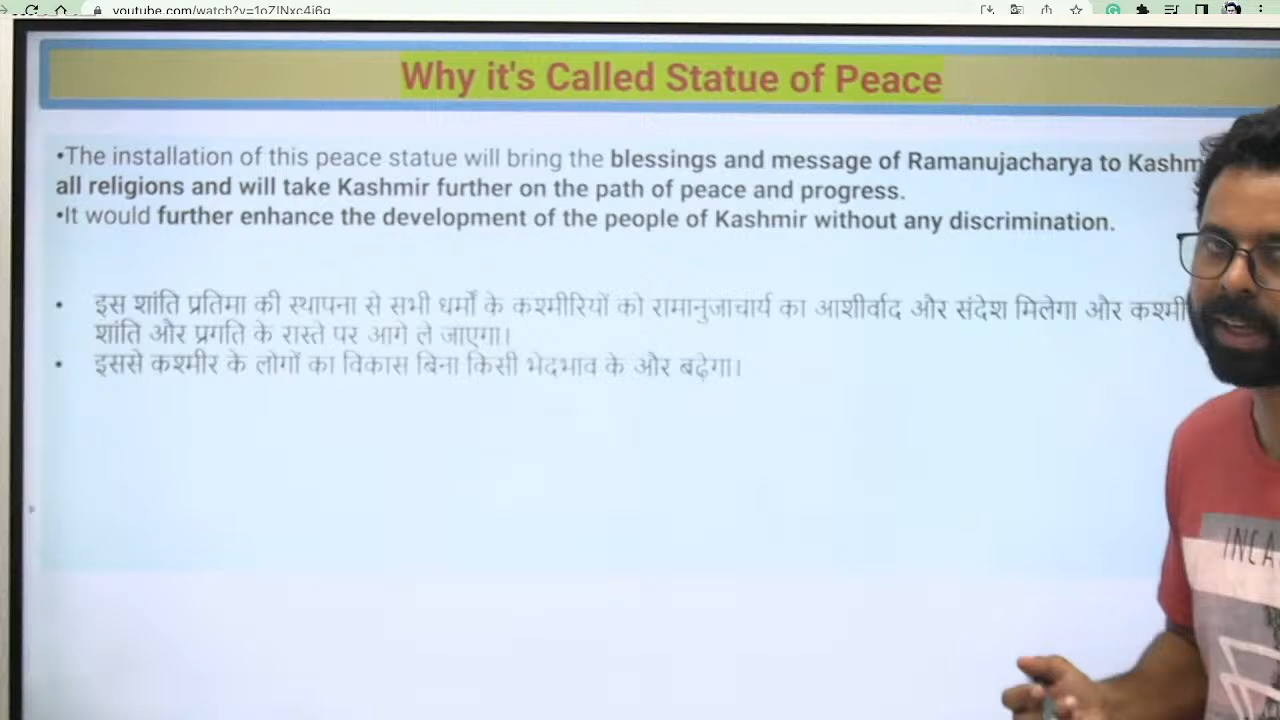 youtube.com/watch?v=1oZINxc4i6g
Why it's Called Statue of Peace
•The installation of this peace statue will bring the blessings and message of Ramanujacharya to Kashm
all religions and will take Kashmir further on the path of peace and progress.
•It would further enhance the development of the people of Kashmir without any discrimination.
• इस शांति प्रतिमा की स्थापना से सभी धर्मों के कश्मीरियों को रामानुजाचार्य का आशीर्वाद और संदेश मिलेगा और कश्मी
शांति और प्रगति के रास्ते पर आगे ले जाएगा।
• इससे कश्मीर के लोगों का विकास बिना किसी भेदभाव के और बढ़ेगा।
INCA